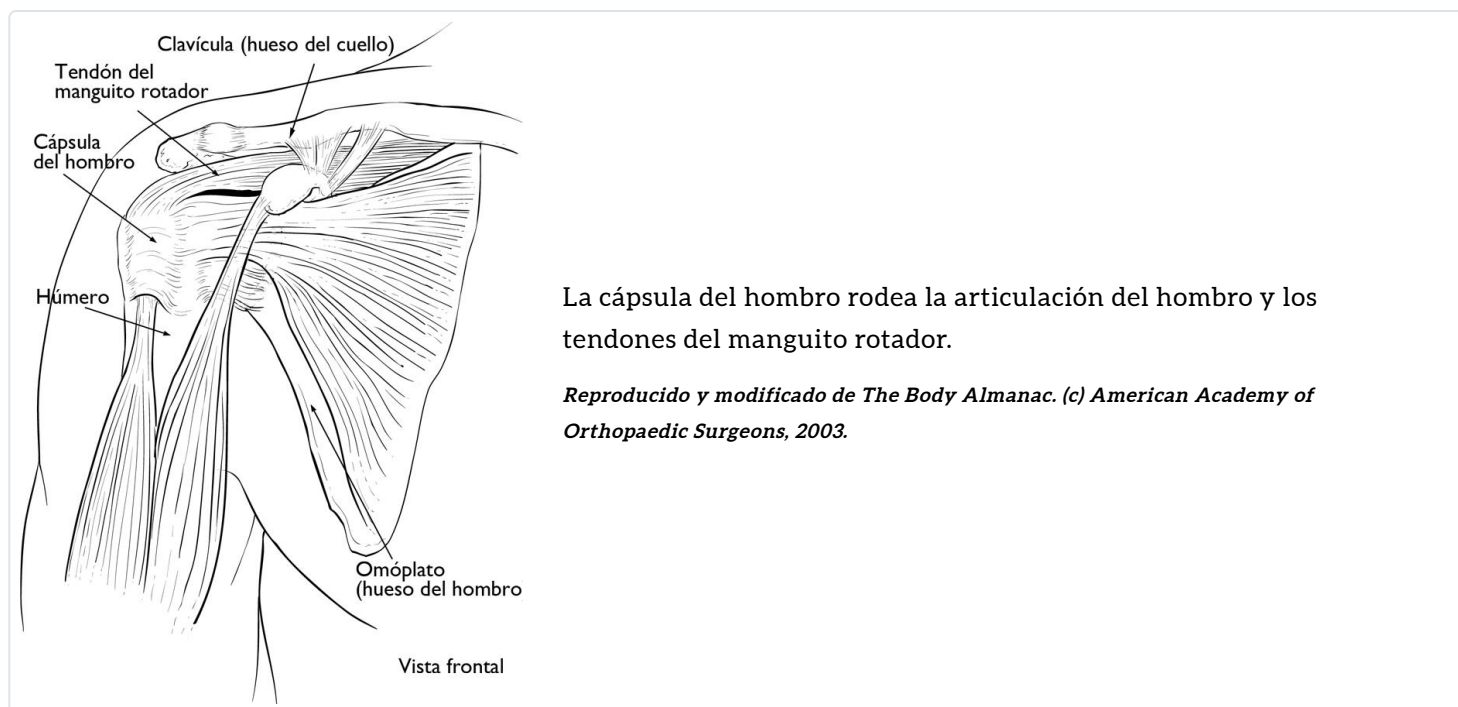 Clavícula (hueso del cuello)
Tendón del
manguito rotador
Cápsula
del hombro
Húmero
Omóplato
(hueso del hombro
Vista frontal
La cápsula del hombro rodea la articulación del hombro y los
tendones del manguito rotador.
Reproducido y modificado de The Body Almanac. (c) American Academy of
Orthopaedic Surgeons, 2003.